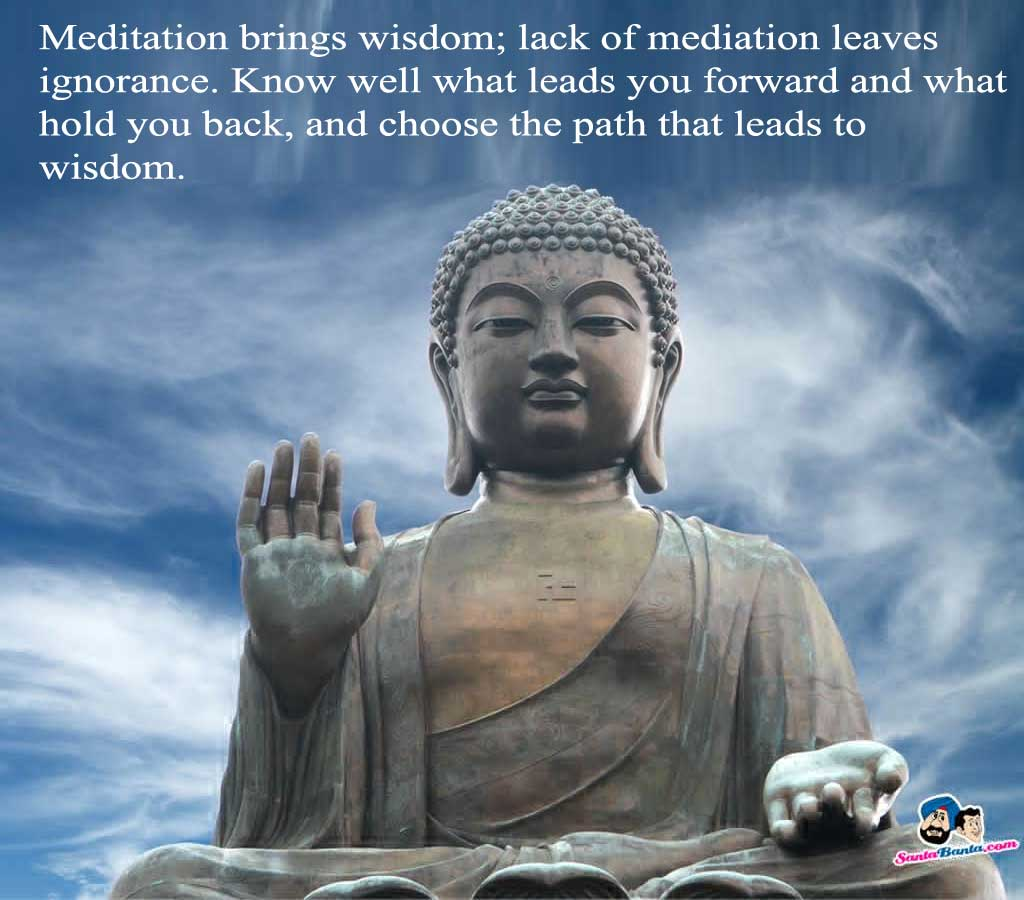 Meditation brings wisdom; lack of mediation leaves
ignorance. Know well what leads you forward and what
hold you back, and choose the path that leads to
wisdom.
SantaBanta.com